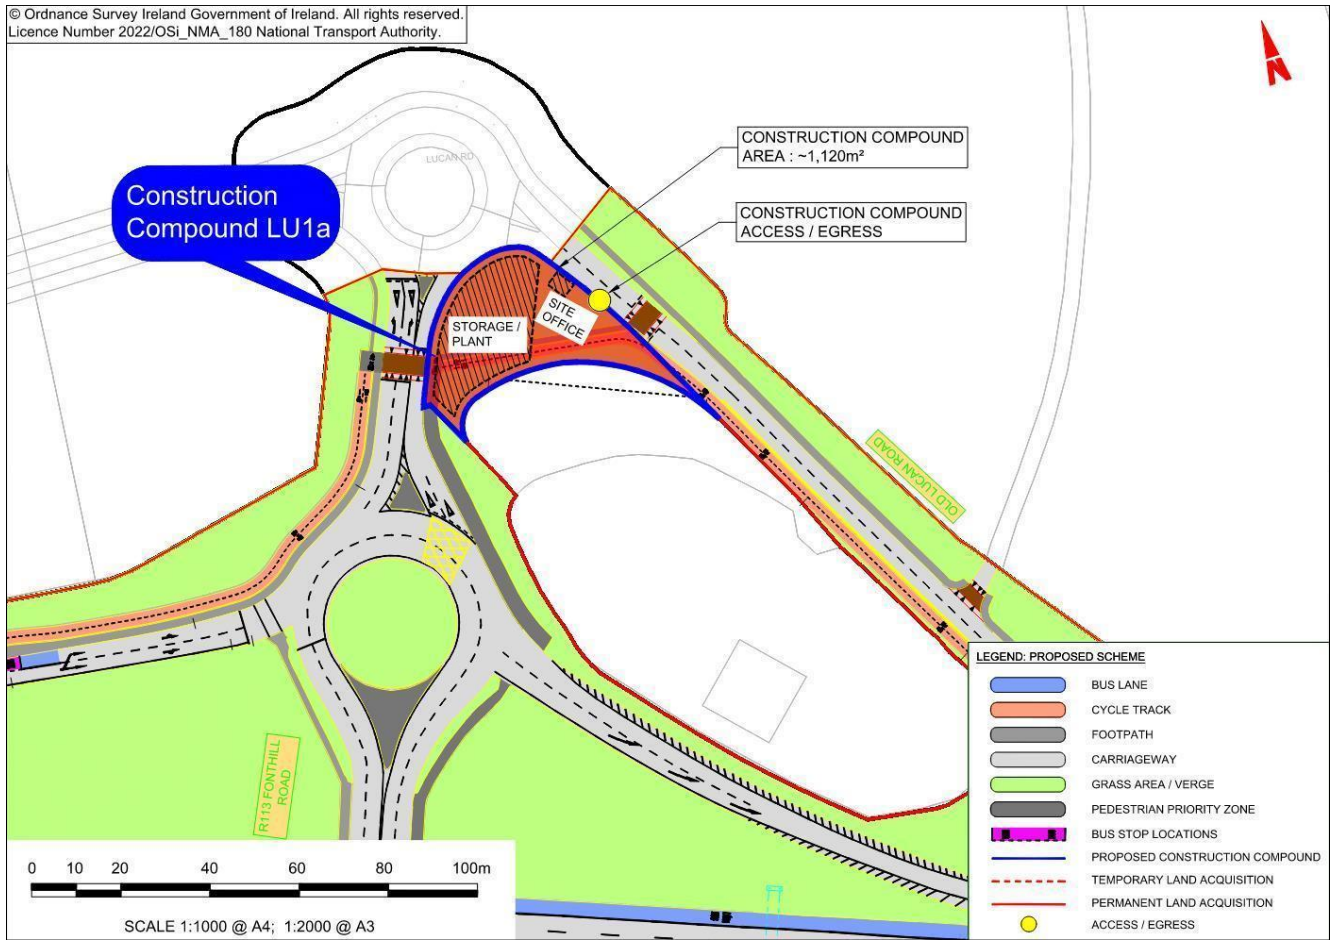 © Ordnance Survey Ireland Government of Ireland. All rights reserved.
Licence Number 2022/OSi_NMA_180 National Transport Authority.
N
LUCAN RD
CONSTRUCTION COMPOUND
AREA : ~1,120m²
Construction
Compound LU1a
CONSTRUCTION COMPOUND
ACCESS / EGRESS
STORAGE /
PLANT
SITE
OFFICE
OLD LUCAN ROAD
R113 FONTHILL
ROAD
LEGEND: PROPOSED SCHEME
BUS LANE
CYCLE TRACK
FOOTPATH
CARRIAGEWAY
GRASS AREA / VERGE
PEDESTRIAN PRIORITY ZONE
BUS STOP LOCATIONS
PROPOSED CONSTRUCTION COMPOUND
TEMPORARY LAND ACQUISITION
PERMANENT LAND ACQUISITION
ACCESS / EGRESS
0 10 20 40 60 80 100m
SCALE 1:1000 @ A4; 1:2000 @ A3